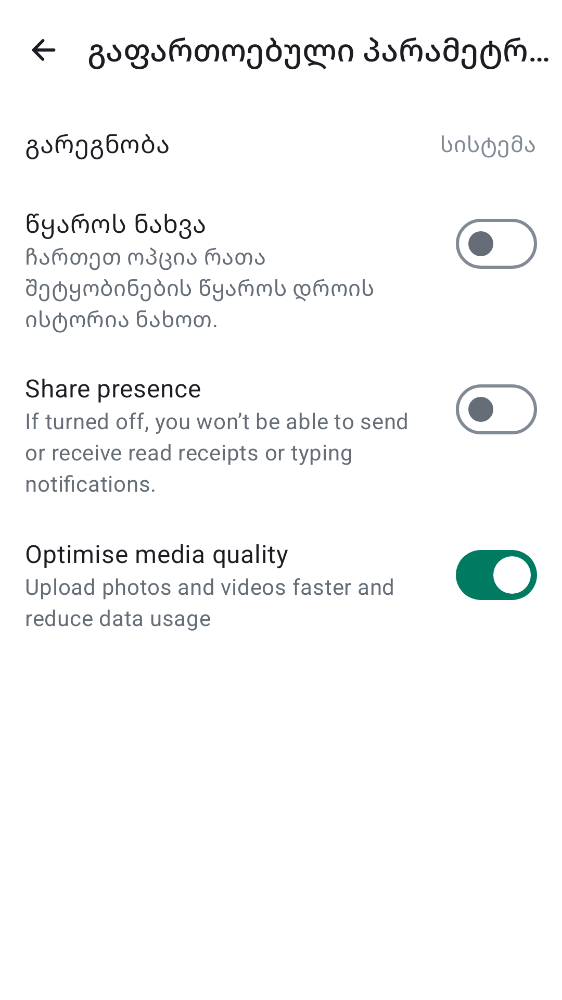 გაფართოებული პარამეტრ...
გარეგნობა
სისტემა
წყაროს ნახვა
ჩართეთ ოპცია რათა
შეტყობინების წყაროს დროის
ისტორია ნახოთ.
Share presence
If turned off, you won’t be able to send
or receive read receipts or typing
notifications.
Optimise media quality
Upload photos and videos faster and
reduce data usage